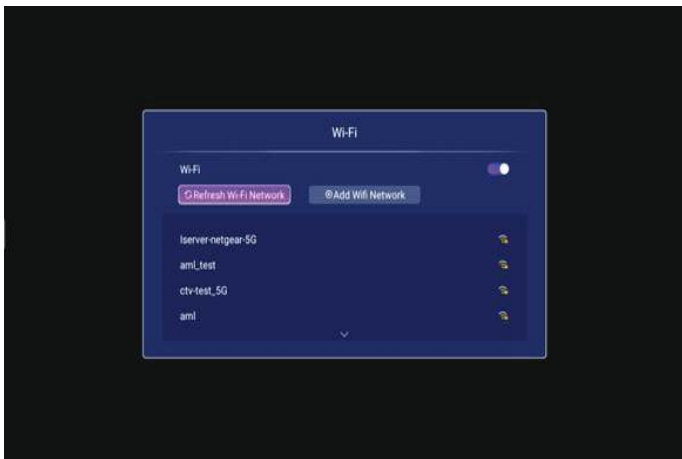 Wi-Fi
Wi-Fi
Refresh Wi-Fi Network
Add Wifi Network
lserver-netgear-5G
aml_test
ctv-test_5G
aml